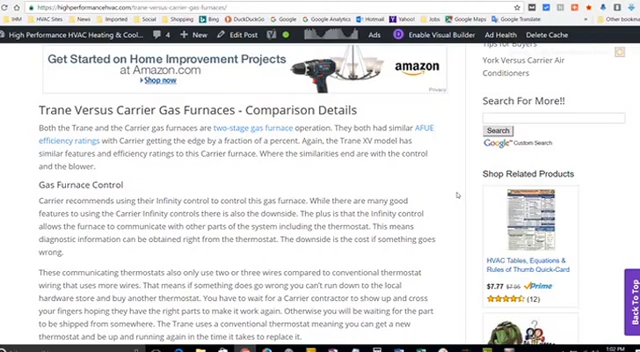 https://highperformancehvac.com/trane-versus-carrier-gas-furnaces/
IHM HVAC Sites News Shopping Tools DuckDuckGo Google Google Analytics Hotmail Yahoo Google Maps Google Translate Other bookmarks
High Performance HVAC Heating & Cool... 0 New Edit Post Ads Enable Visual Builder Ad Health Delete Cache
Get Started on Home Improvement Projects
at Amazon.com
Shop now
amazon
Privacy
Tips for Buyers
York Versus Carrier Air
Conditioners
Trane Versus Carrier Gas Furnaces - Comparison Details
Both the Trane and the Carrier gas furnaces are two-stage gas furnace operation. They both had similar AFUE
efficiency ratings with Carrier getting the edge by a fraction of a percent. Again, the Trane XV model has
similar features and efficiency ratings to this Carrier furnace. Where the similarities end are with the control
and the blower.
Gas Furnace Control
Carrier recommends using their Infinity control to control this gas furnace. While there are many good
features to using the Carrier Infinity controls there is also the downside. The plus is that the Infinity control
allows the furnace to communicate with other parts of the system including the thermostat. This means
diagnostic information can be obtained right from the thermostat. The downside is the cost if something goes
wrong.
These communicating thermostats also only use two or three wires compared to conventional thermostat
wiring that uses more wires. That means if something does go wrong you can't run down to the local
hardware store and buy another thermostat. You have to wait for a Carrier contractor to show up and cross
your fingers hoping they have the right parts to make it work again. Otherwise you will be waiting for the part
to be shipped from somewhere. The Trane uses a conventional thermostat meaning you can get a new
thermostat and be up and running again in the time it takes to replace it.
Search For More!!
Search
Google Custom Search
Shop Related Products
HVAC Tables, Equations &
Rules of Thumb Quick-Card
$7.77 $7.95 Prime
(12)
Back To Top
1:02 PM